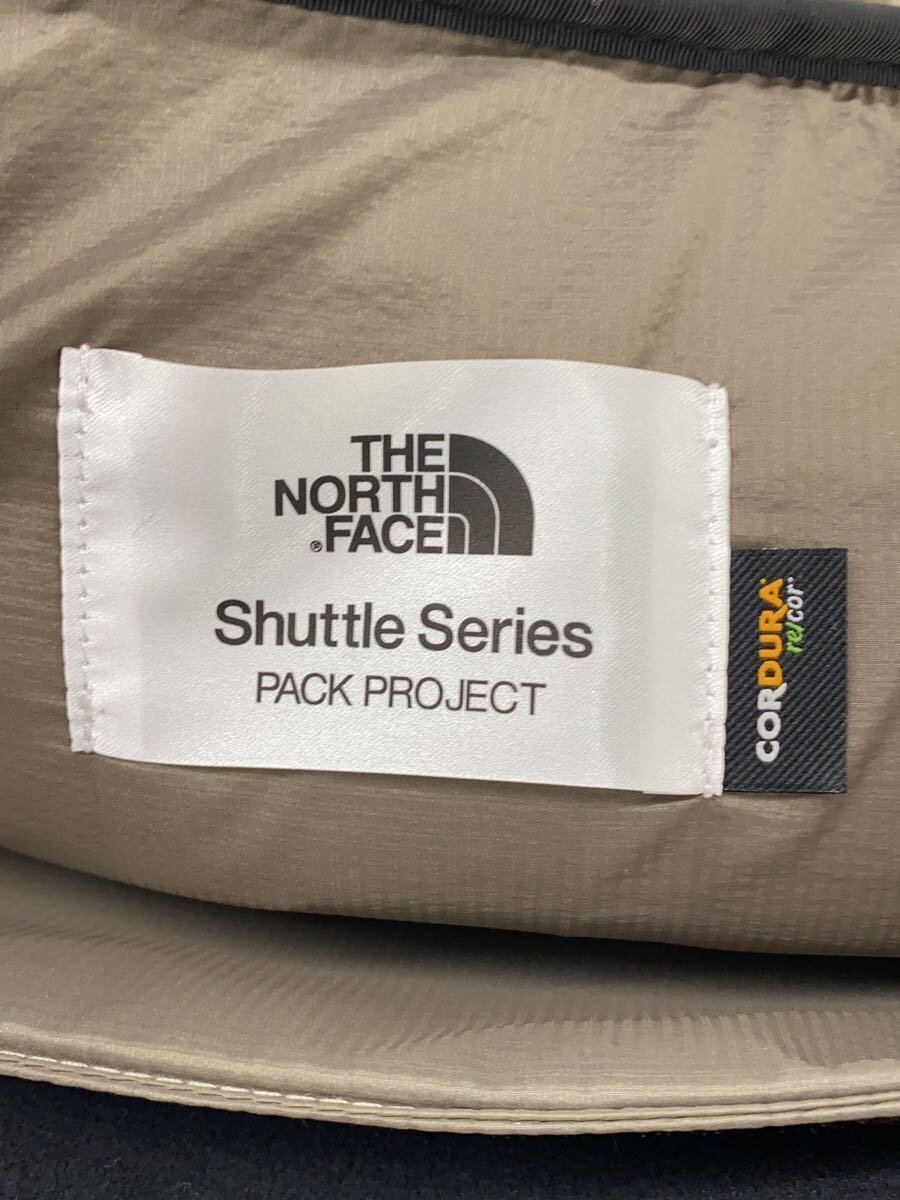 THE
NORTH
®FACE
Shuttle Series
PACK PROJECT
CORDURA
re/cor